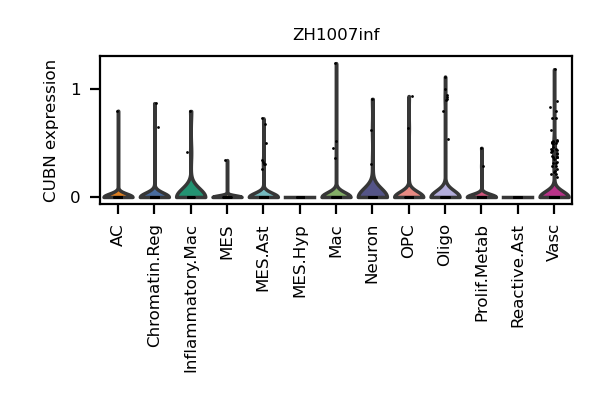 ZH1007inf
CUBN expression
1
0
AC
Chromatin.Reg
Inflammatory.Mac
MES
MES.Ast
MES.Hyp
Mac
Neuron
OPC
Oligo
Prolif.Metab
Reactive.Ast
Vasc